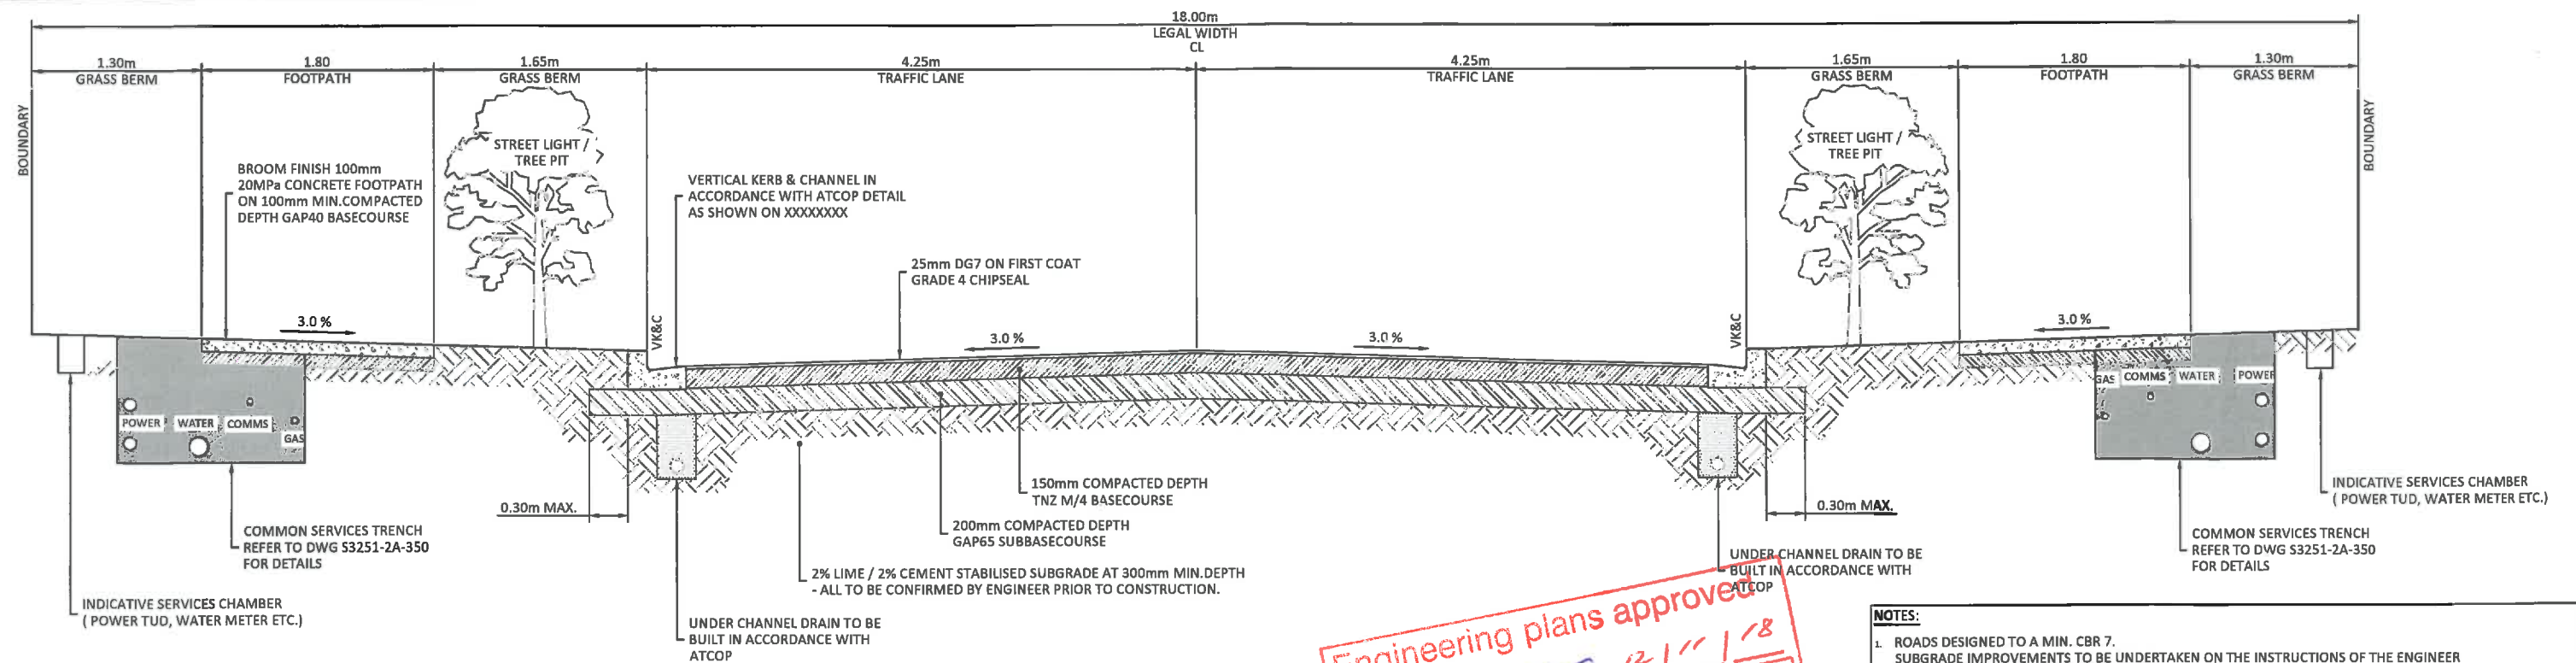 18.00m
LEGAL WIDTH
CL
1.30m
GRASS BERM
1.80
FOOTPATH
1.65m
GRASS BERM
4.25m
TRAFFIC LANE
4.25m
TRAFFIC LANE
1.65m
GRASS BERM
1.80
FOOTPATH
1.30m
GRASS BERM
BOUNDARY
BROOM FINISH 100mm
20MPa CONCRETE FOOTPATH
ON 100mm MIN.COMPACTED
DEPTH GAP40 BASECOURSE
STREET LIGHT /
TREE PIT
VERTICAL KERB & CHANNEL IN
ACCORDANCE WITH ATCOP DETAIL
AS SHOWN ON XXXXXXXX
25mm DG7 ON FIRST COAT
GRADE 4 CHIPSEAL
STREET LIGHT /
TREE PIT
BOUNDARY
3.0 %
VK&C
3.0 %
3.0 %
VK&C
3.0 %
POWER
WATER
COMMS
GAS
GAS
COMMS
WATER
POWER
0.30m MAX.
150mm COMPACTED DEPTH
TNZ M/4 BASECOURSE
200mm COMPACTED DEPTH
GAP65 SUBBASECOURSE
2% LIME / 2% CEMENT STABILISED SUBGRADE AT 300mm MIN.DEPTH
- ALL TO BE CONFIRMED BY ENGINEER PRIOR TO CONSTRUCTION.
0.30m MAX.
COMMON SERVICES TRENCH
REFER TO DWG S3251-2A-350
FOR DETAILS
INDICATIVE SERVICES CHAMBER
( POWER TUD, WATER METER ETC.)
UNDER CHANNEL DRAIN TO BE
BUILT IN ACCORDANCE WITH
ATCOP
UNDER CHANNEL DRAIN TO BE
BUILT IN ACCORDANCE WITH
ATCOP
INDICATIVE SERVICES CHAMBER
( POWER TUD, WATER METER ETC.)
COMMON SERVICES TRENCH
REFER TO DWG S3251-2A-350
FOR DETAILS
Engineering plans approved
NOTES:
1. ROADS DESIGNED TO A MIN. CBR 7.
SUBGRADE IMPROVEMENTS TO BE UNDERTAKEN ON THE INSTRUCTIONS OF THE ENGINEER